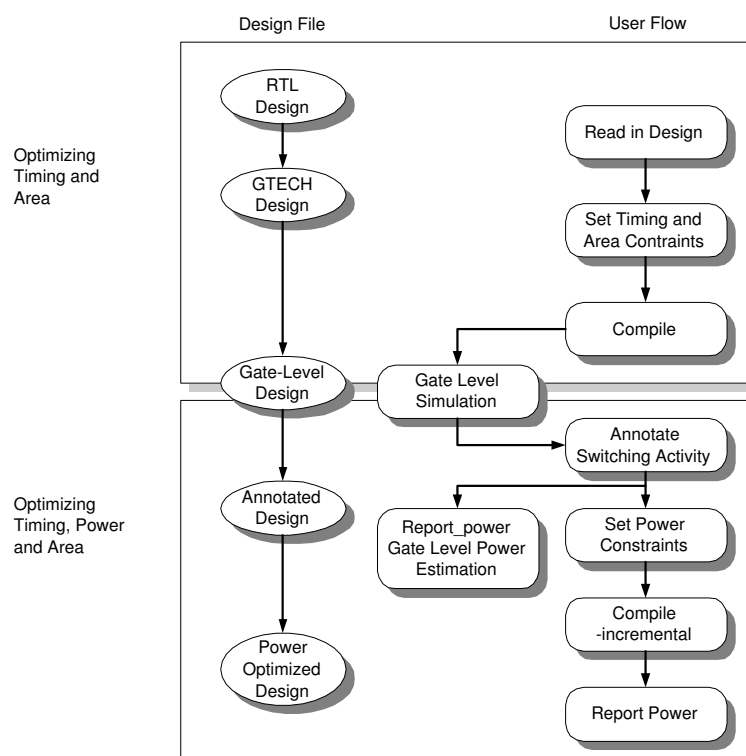 Design File
User Flow
RTL
Design
Read in Design
Optimizing
Timing and
Area
GTECH
Design
Set Timing and
Area Contraints
Compile
Gate-Level
Design
Gate Level
Simulation
Annotate
Switching Activity
Optimizing
Timing, Power
and Area
Annotated
Design
Report_power
Gate Level Power
Estimation
Set Power
Constraints
Compile
-incremental
Power
Optimized
Design
Report Power